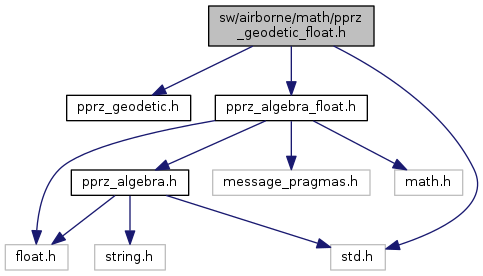 sw/airborne/math/pprz
_geodetic_float.h
pprz_geodetic.h
pprz_algebra_float.h
pprz_algebra.h
message_pragmas.h
math.h
float.h
string.h
std.h